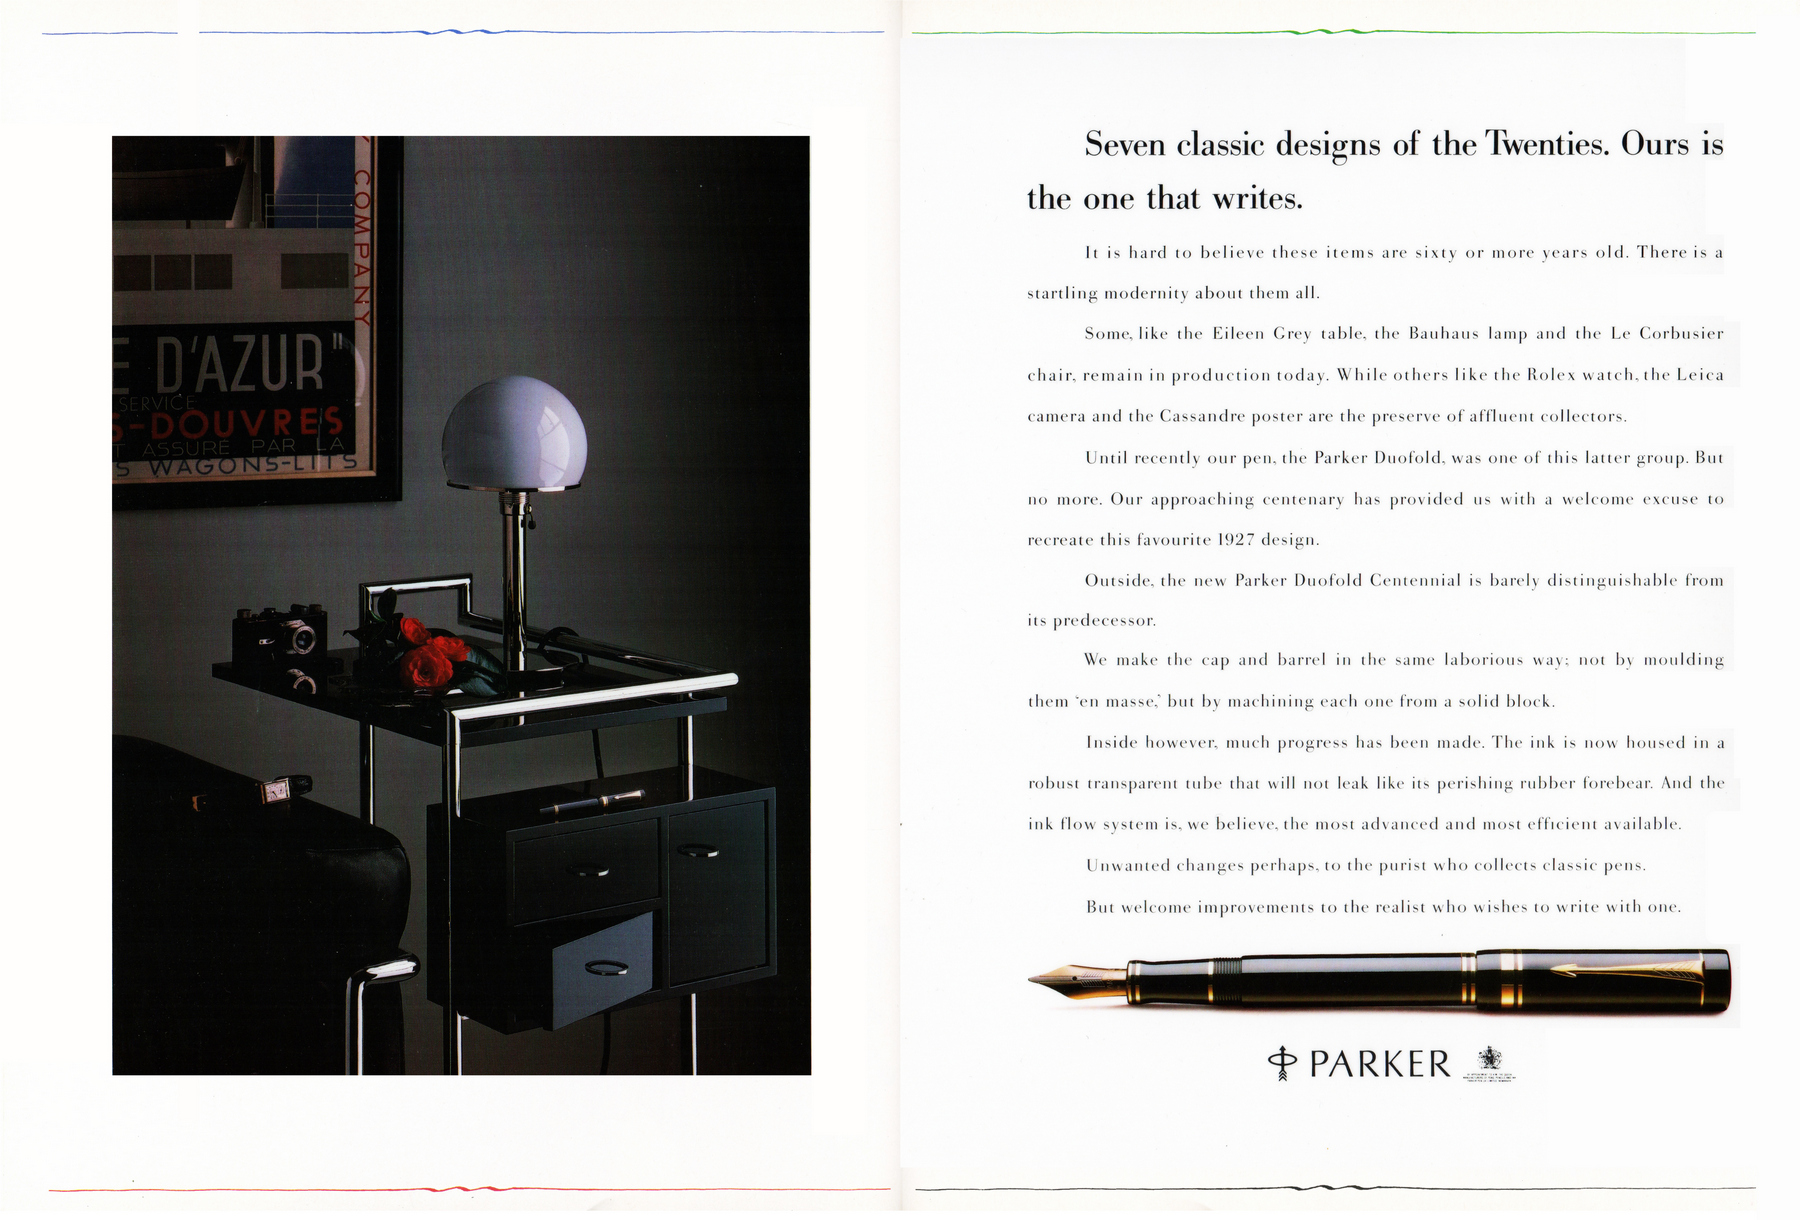 COMPANY
E D'AZUR"
SERVICE
S-DOUVRES
T ASSURÉ PAR LA
S WAGONS-LITS
Seven classic designs of the Twenties. Ours is
the one that writes.
It is hard to believe these items are sixty or more years old. There is a
startling modernity about them all.
Some, like the Eileen Grey table, the Bauhaus lamp and the Le Corbusier
chair, remain in production today. While others like the Rolex watch, the Leica
camera and the Cassandre poster are the preserve of affluent collectors.
Until recently our pen, the Parker Duofold, was one of this latter group. But
no more. Our approaching centenary has provided us with a welcome excuse to
recreate this favourite 1927 design.
Outside, the new Parker Duofold Centennial is barely distinguishable from
its predecessor.
We make the cap and barrel in the same laborious way; not by moulding
them 'en masse,' but by machining each one from a solid block.
Inside however, much progress has been made. The ink is now housed in a
robust transparent tube that will not leak like its perishing rubber forebear. And the
ink flow system is, we believe, the most advanced and most efficient available.
Unwanted changes perhaps, to the purist who collects classic pens.
But welcome improvements to the realist who wishes to write with one.
PARKER